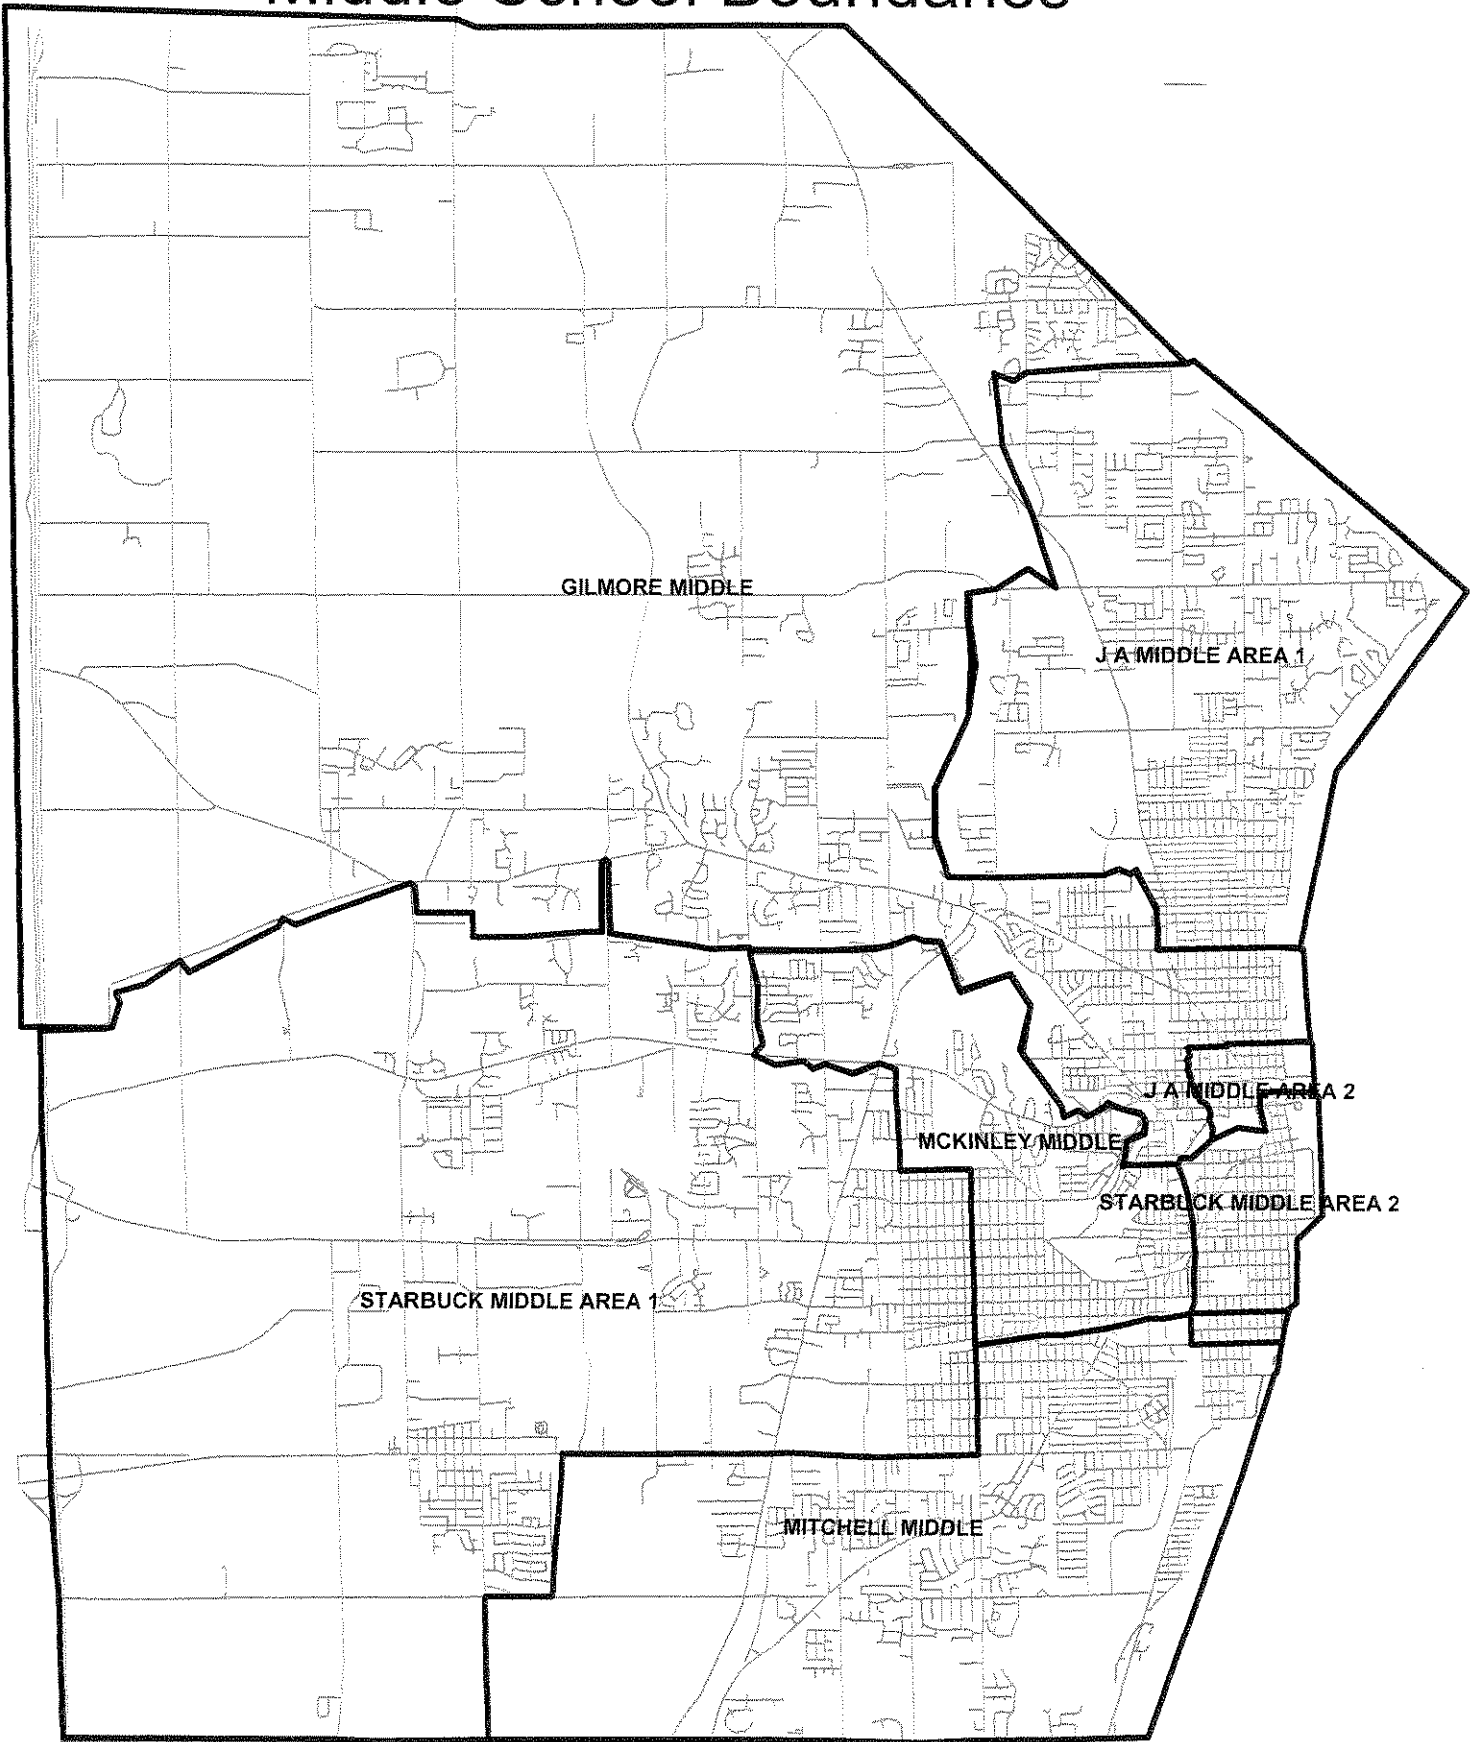 Middle School Boundaries
GILMORE MIDDLE
J A MIDDLE AREA 1
J A MIDDLE AREA 2
MCKINLEY MIDDLE
STARBUCK MIDDLE AREA 2
STARBUCK MIDDLE AREA 1
MITCHELL MIDDLE